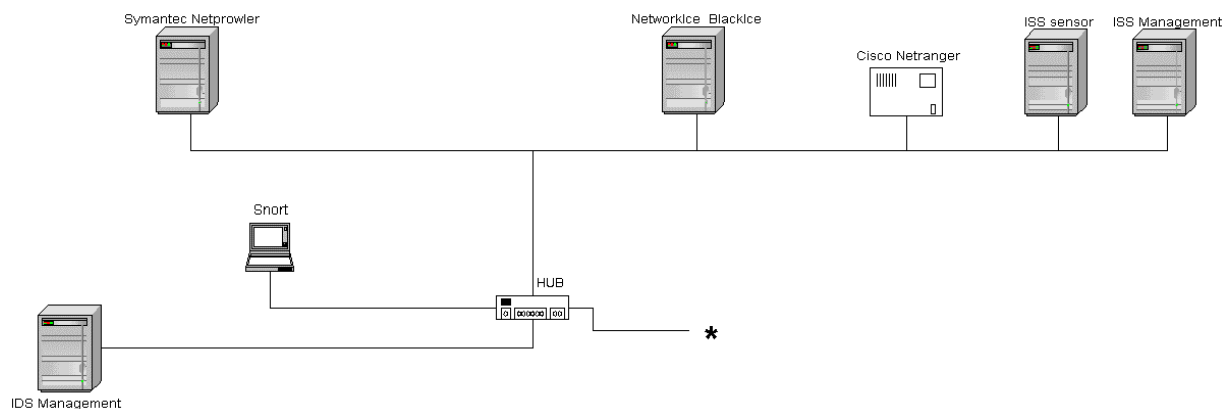 Symantec Netprowler
NetworkIce BlackIce
ISS sensor
ISS Management
Cisco Netranger
Snort
HUB
*
IDS Management